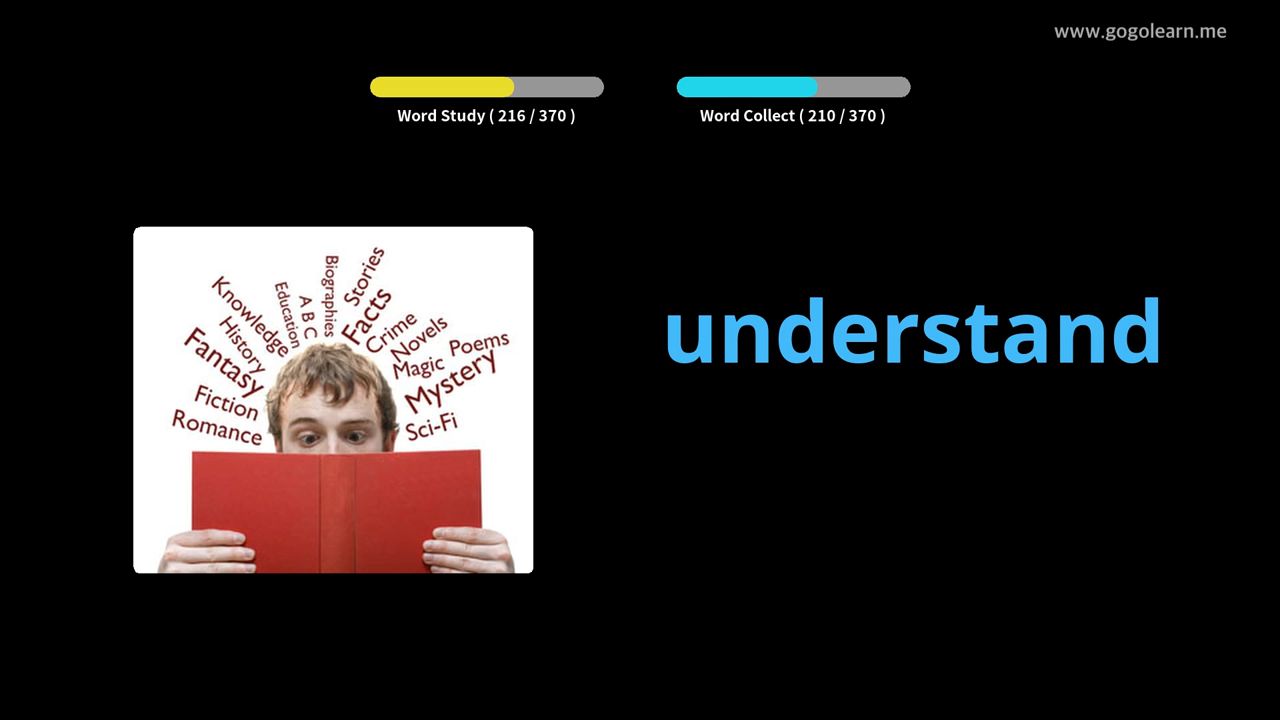 www.gogolearn.me
Word Study ( 216 / 370 )
Word Collect ( 210 / 370 )
Knowledge
Education
A B C
Biographies
Stories
Facts
Crime
Novels
Poems
Magic
Mystery
Sci-Fi
History
Fantasy
Fiction
Romance
understand